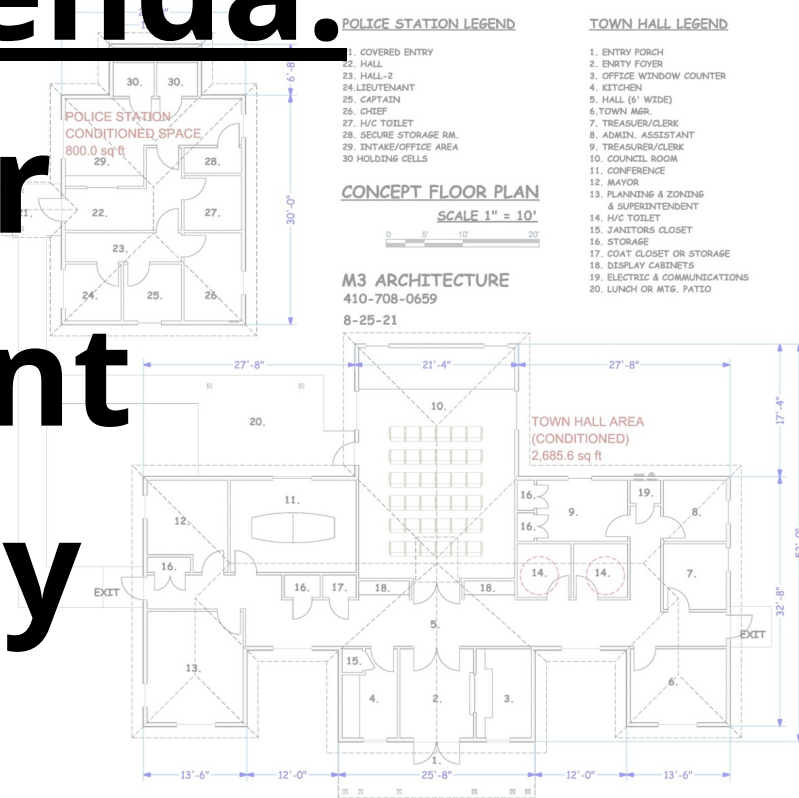 enda.
r
nt
y
POLICE STATION LEGEND
21. COVERED ENTRY
22. HALL
23. HALL-2
24.LIEUTENANT
25. CAPTAIN
26. CHIEF
27. H/C TOILET
28. SECURE STORAGE RM.
29. INTAKE/OFFICE AREA
30 HOLDING CELLS
TOWN HALL LEGEND
1. ENTRY PORCH
2. ENRTY FOYER
3. OFFICE WINDOW COUNTER
4. KITCHEN
5. HALL (6' WIDE)
6.TOWN MGR.
7. TREASUER/CLERK
8. ADMIN. ASSISTANT
9. TREASURER/CLERK
10. COUNCIL ROOM
11. CONFERENCE
12. MAYOR
13. PLANNING & ZONING
& SUPERINTENDENT
14. H/C TOILET
15. JANITORS CLOSET
16. STORAGE
17. COAT CLOSET OR STORAGE
18. DISPLAY CABINETS
19. ELECTRIC & COMMUNICATIONS
20. LUNCH OR MTG. PATIO
CONCEPT FLOOR PLAN
SCALE 1" = 10'
0 5' 10' 20'
M3 ARCHITECTURE
410-708-0659
8-25-21
30. 30.
6'-8"
POLICE STATION
CONDITIONED SPACE
800.0 sq ft
29. 28.
22. 27.
30'-0"
23.
24. 25. 26.
27'-8" 21'-4" 27'-8"
10.
20.
17'-4"
TOWN HALL AREA
(CONDITIONED)
2,685.6 sq ft
12. 11. 16. 9. 19. 8.
16.
16. 14. 14. 7.
EXIT 16. 17. 18. 18.
32'-8"
5. EXIT
13. 15. 4. 2. 3. 6.
1.
13'-6" 12'-0" 25'-8" 12'-0" 13'-6"